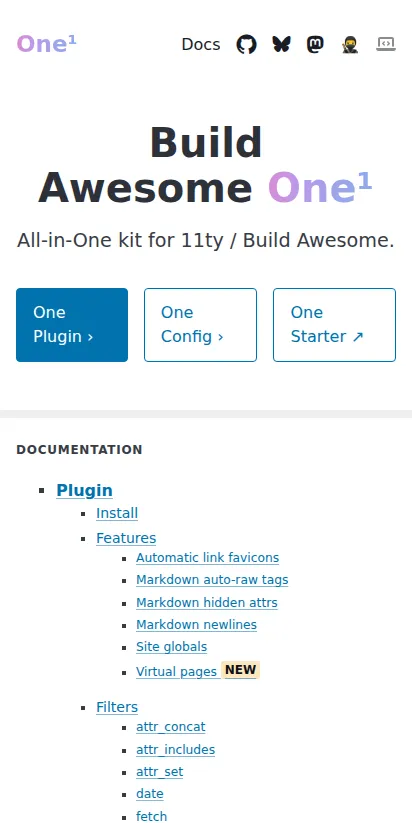 One¹ Docs
Build
Awesome One¹
All-in-One kit for 11ty / Build Awesome.
One
Plugin ›
One
Config ›
One
Starter ↗
DOCUMENTATION
Plugin
Install
Features
Automatic link favicons
Markdown auto-raw tags
Markdown hidden attrs
Markdown newlines
Site globals
Virtual pages NEW
Filters
attr_concat
attr_includes
attr_set
date
fetch